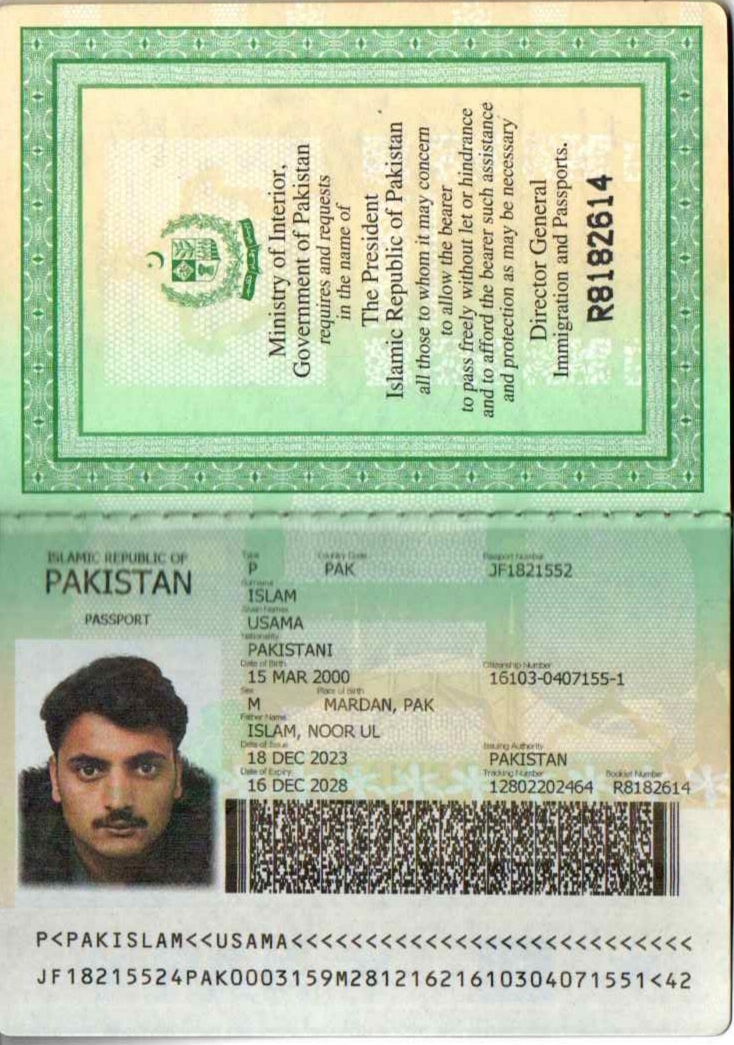 Ministry of Interior,
Government of Pakistan
requires and requests
in the name of
The President
Islamic Republic of Pakistan
all those to whom it may concern
to allow the bearer
to pass freely without let or hindrance
and to afford the bearer such assistance
and protection as may be necessary
Director General
Immigration and Passports.
R8182614
ISLAMIC REPUBLIC OF
PAKISTAN
PASSPORT
Type Country Code Passport Number
P PAK JF1821552
Surname
ISLAM
Given Names
USAMA
Nationality
PAKISTANI
Date of Birth Citizenship Number
15 MAR 2000 16103-0407155-1
Sex Place of Birth
M MARDAN, PAK
Father Name
ISLAM, NOOR UL
Date of Issue Issuing Authority
18 DEC 2023 PAKISTAN
Date of Expiry Tracking Number Booklet Number
16 DEC 2028 12802202464 R8182614
P<PAKISLAM<<USAMA<<<<<<<<<<<<<<<<<<<<<<<<<<<
JF18215524PAK0003159M28121621610304071551<42